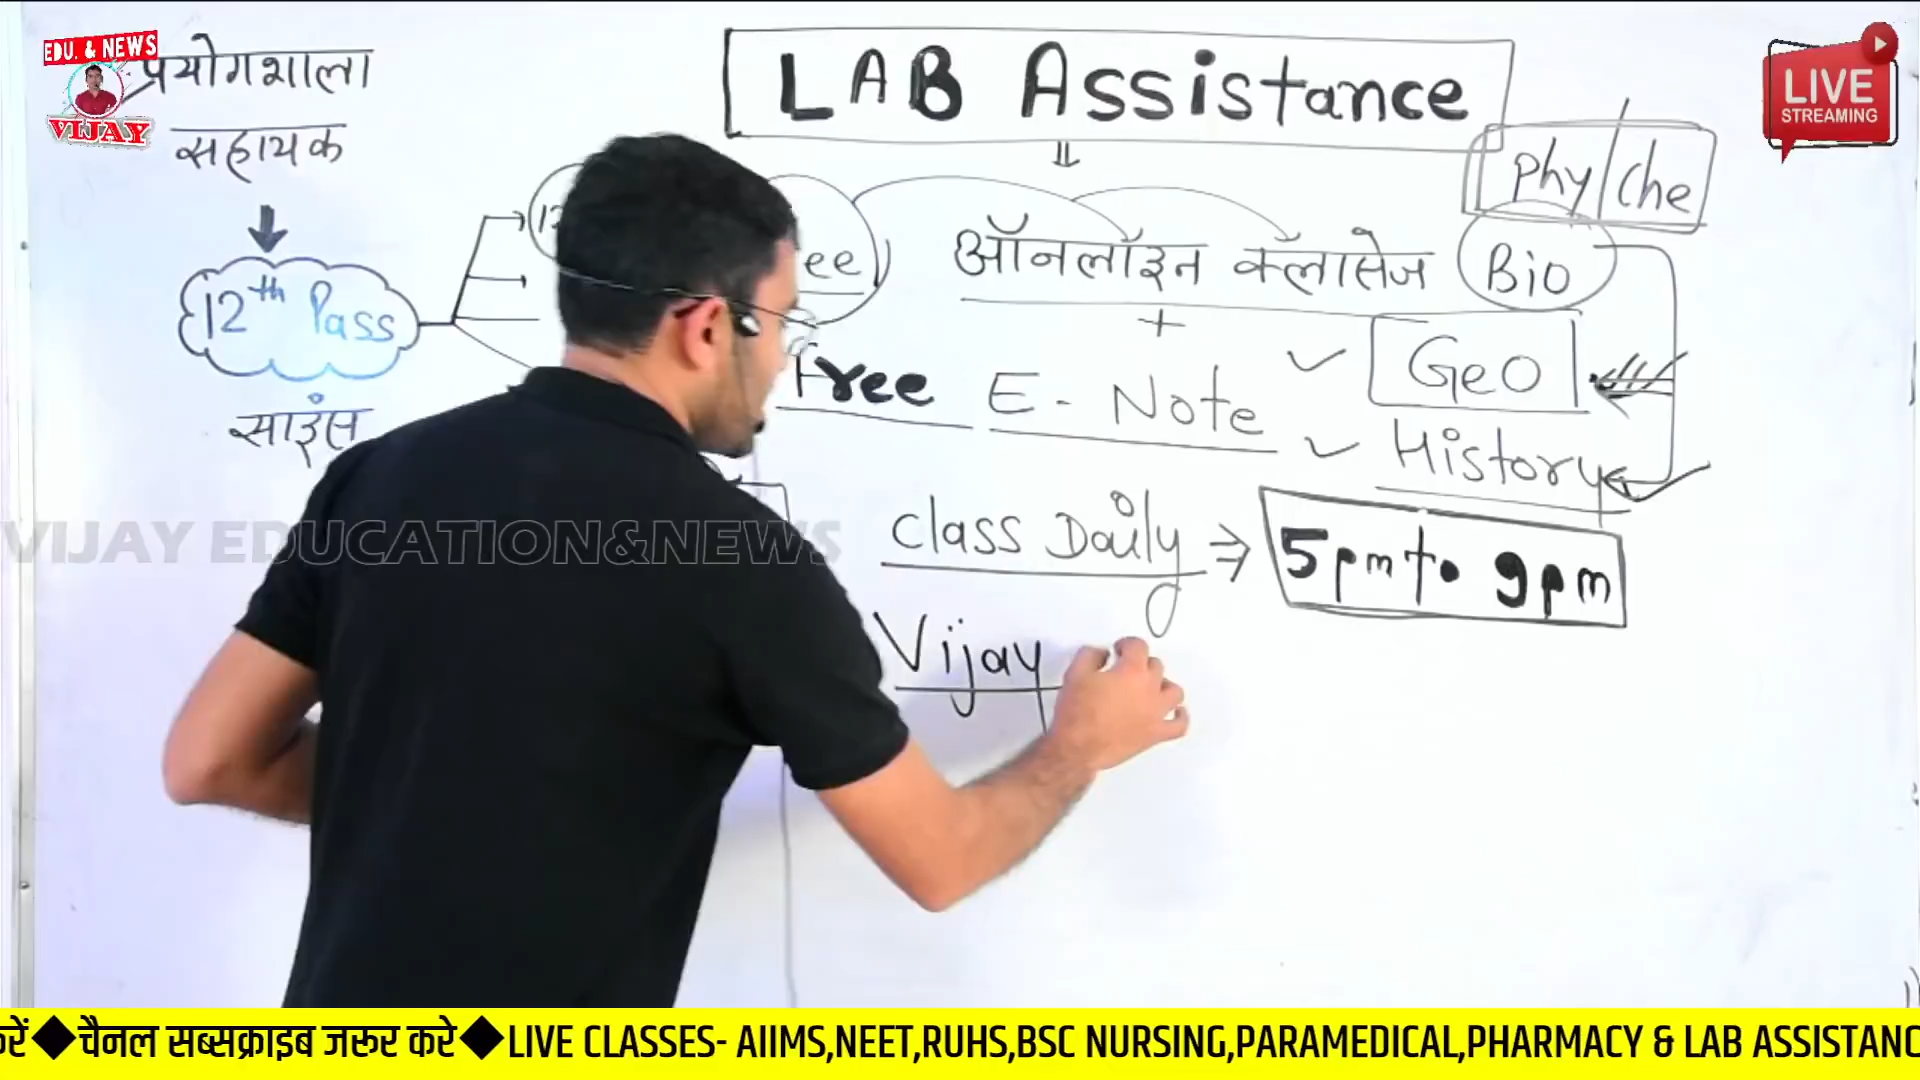 EDU. & NEWS
VIJAY
प्रयोगशाला
सहायक
12th Pass
साइंस
LAB Assistance
LIVE
STREAMING
Phy/Che
ऑनलॉइन क्लासेज
Bio
+
Free E-Note
Geo
History
Class Daily ⇒ 5pm to 9pm
Vijay
VIJAY EDUCATION&NEWS
रें◆चैनल सब्सक्राइब जरूर करे◆LIVE CLASSES- AIIMS,NEET,RUHS,BSC NURSING,PARAMEDICAL,PHARMACY & LAB ASSISTANC